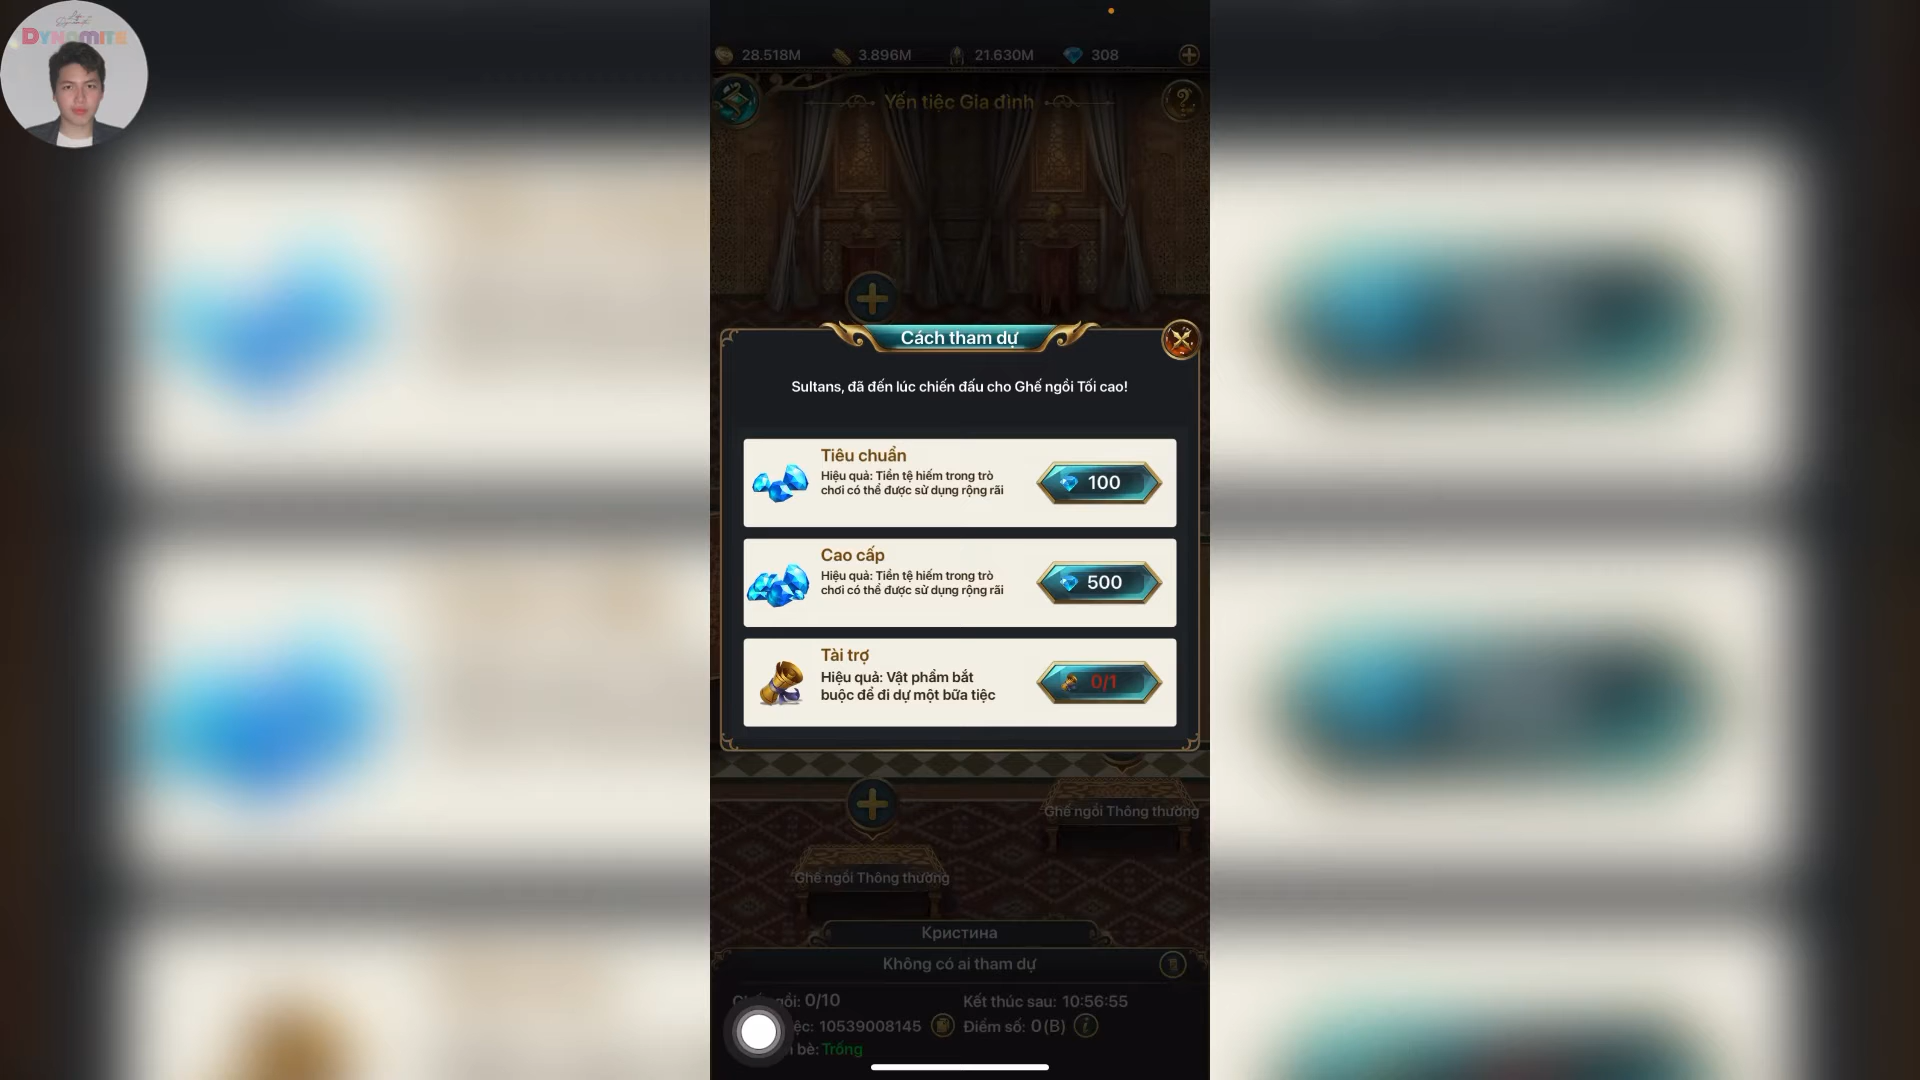 DYNAMITE
28.518M 3.896M 21.630M 308
Yến tiệc Gia đình
Cách tham dự
Sultans, đã đến lúc chiến đấu cho Ghế ngồi Tối cao!
Tiêu chuẩn
Hiệu quả: Tiền tệ hiếm trong trò
chơi có thể được sử dụng rộng rãi
100
Cao cấp
Hiệu quả: Tiền tệ hiếm trong trò
chơi có thể được sử dụng rộng rãi
500
Tài trợ
Hiệu quả: Vật phẩm bắt
buộc để đi dự một bữa tiệc
0/1
Ghế ngồi Thông thường
Ghế ngồi Thông thường
Кристина
Không có ai tham dự
0/10 Kết thúc sau: 10:56:55
10539008145 Điểm số: 0(B)
bè: Trống